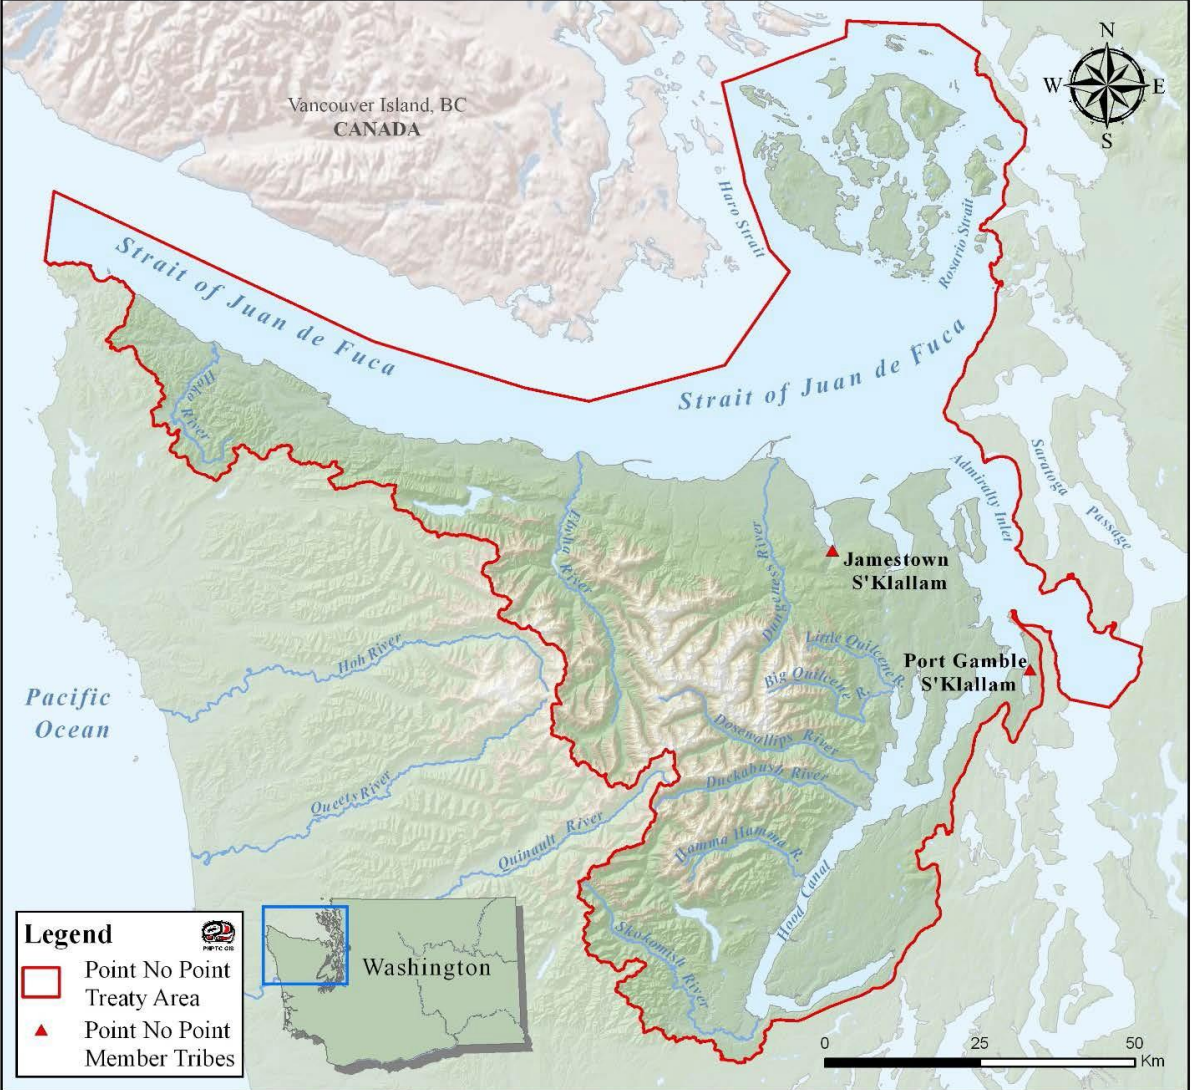 N
W
E
S
Vancouver Island, BC
CANADA
Haro Strait
Rosario Strait
Strait of Juan de Fuca
Strait of Juan de Fuca
Hoko
River
Saratoga
Passage
Admiralty Inlet
Elwha River
Dungeness River
Jamestown
S'Klallam
Little Quilcene R.
Hoh River
Port Gamble
S'Klallam
Big Quilcene R.
Pacific
Ocean
Dosewallips River
Duckabush River
Queets River
Quinault River
Hamma Hamma R.
Hood Canal
Skokomish River
Legend
PNPTC GIS
Point No Point
Treaty Area
Point No Point
Member Tribes
Washington
0
25
50
Km